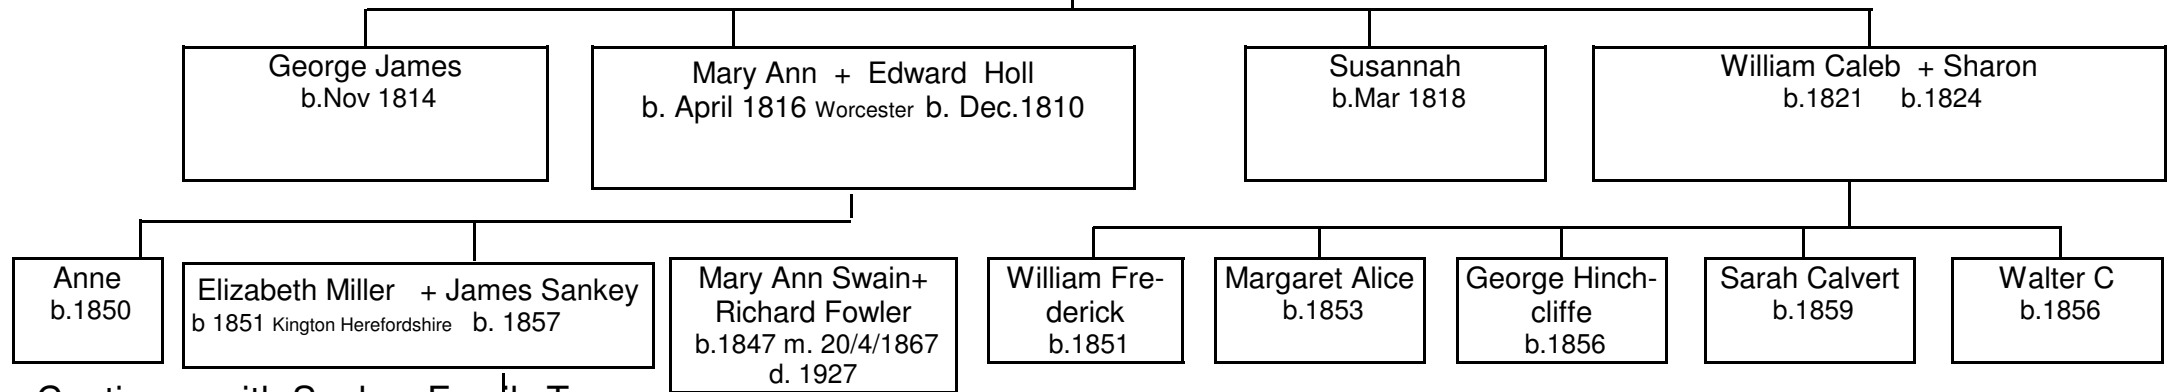 George James
b.Nov 1814
Mary Ann + Edward Holl
b. April 1816 Worcester b. Dec.1810
Susannah
b.Mar 1818
William Caleb + Sharon
b.1821 b.1824
Anne
b.1850
Elizabeth Miller + James Sankey
b 1851 Kington Herefordshire b. 1857
Mary Ann Swain+
Richard Fowler
b.1847 m. 20/4/1867
d. 1927
William Fre-
derick
b.1851
Margaret Alice
b.1853
George Hinch-
cliffe
b.1856
Sarah Calvert
b.1859
Walter C
b.1856